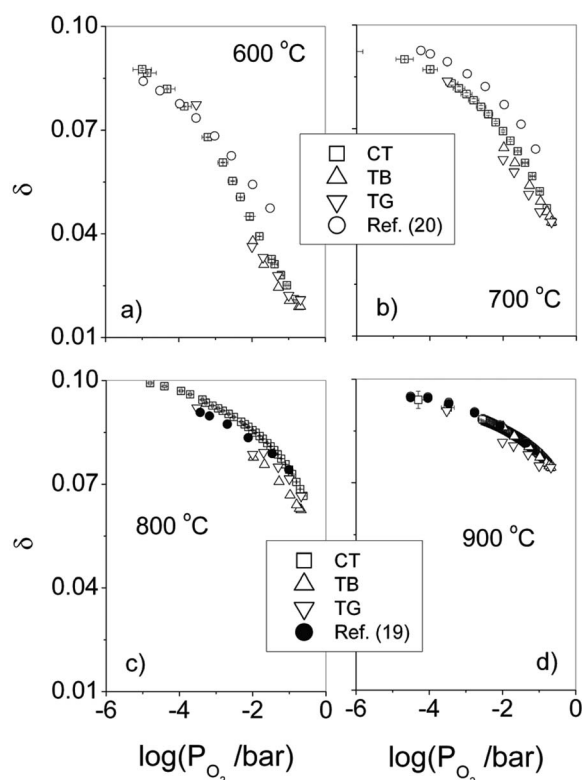 0.10
600 °C
0.07
δ
0.04
0.01
a)
700 °C
b)
CT
TB
TG
Ref. (20)
0.10
800 °C
0.07
δ
0.04
0.01
c)
900 °C
d)
CT
TB
TG
Ref. (19)
-6 -4 -2 0
-6 -4 -2 0
log(P_O₂ /bar)
log(P_O₂ /bar)